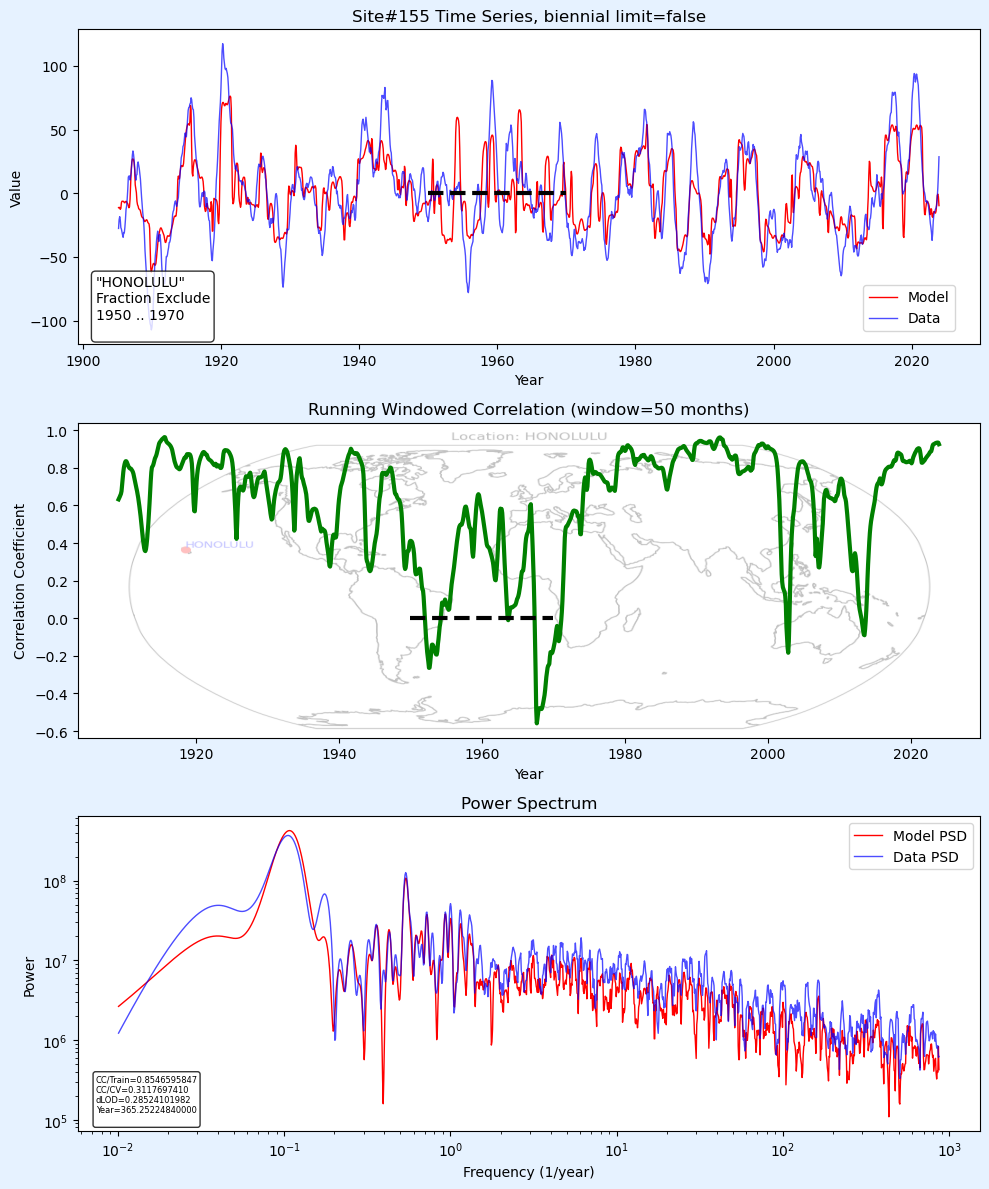 Site#155 Time Series, biennial limit=false
Value
100
50
0
−50
−100
"HONOLULU"
Fraction Exclude
1950 .. 1970
Model
Data
1900
1920
1940
1960
1980
2000
2020
Year
Running Windowed Correlation (window=50 months)
Location: HONOLULU
HONOLULU
Correlation Coefficient
1.0
0.8
0.6
0.4
0.2
0.0
−0.2
−0.4
−0.6
1920
1940
1960
1980
2000
2020
Year
Power Spectrum
Model PSD
Data PSD
Power
10⁸
10⁷
10⁶
10⁵
CC/Train=0.8546595847
CC/CV=0.3117697410
dLOD=0.28524101982
Year=365.25224840000
10⁻²
10⁻¹
10⁰
10¹
10²
10³
Frequency (1/year)